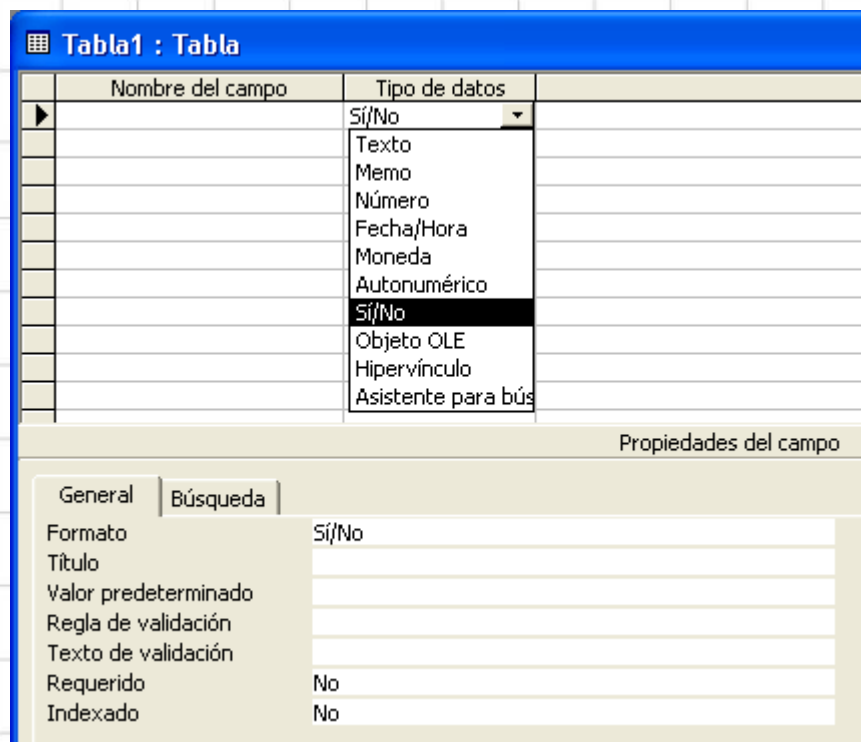 Tabla1 : Tabla
Nombre del campo Tipo de datos
Sí/No
Texto
Memo
Número
Fecha/Hora
Moneda
Autonumérico
Sí/No
Objeto OLE
Hipervínculo
Asistente para bús
Propiedades del campo
General Búsqueda
Formato Sí/No
Título
Valor predeterminado
Regla de validación
Texto de validación
Requerido No
Indexado No